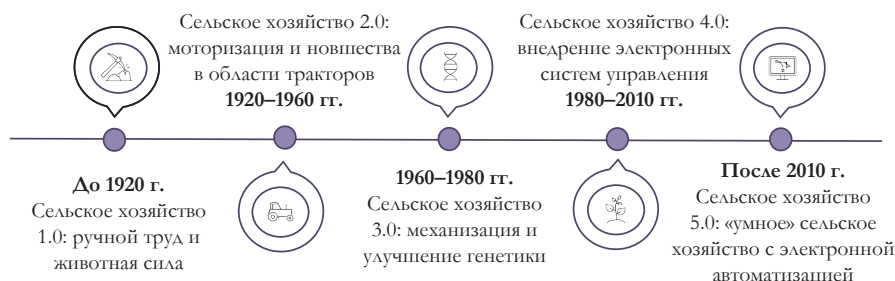 До 1920 г.
Сельское хозяйство
1.0: ручной труд и
животная сила
Сельское хозяйство 2.0:
моторизация и новшества
в области тракторов
1920–1960 гг.
1960–1980 гг.
Сельское хозяйство
3.0: механизация и
улучшение генетики
Сельское хозяйство 4.0:
внедрение электронных
систем управления
1980–2010 гг.
После 2010 г.
Сельское хозяйство
5.0: «умное» сельское
хозяйство с электронной
автоматизацией